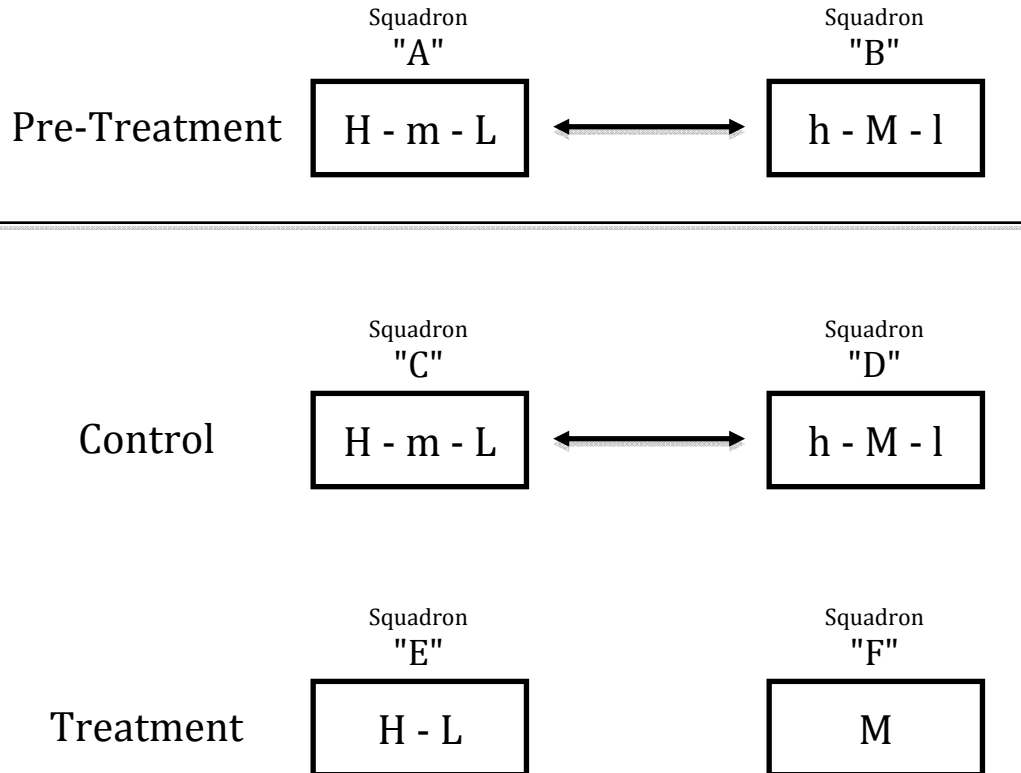 Squadron Squadron
"A" "B"
Pre-Treatment H - m - L h - M - l
Squadron Squadron
"C" "D"
Control H - m - L h - M - l
Squadron Squadron
"E" "F"
Treatment H - L M